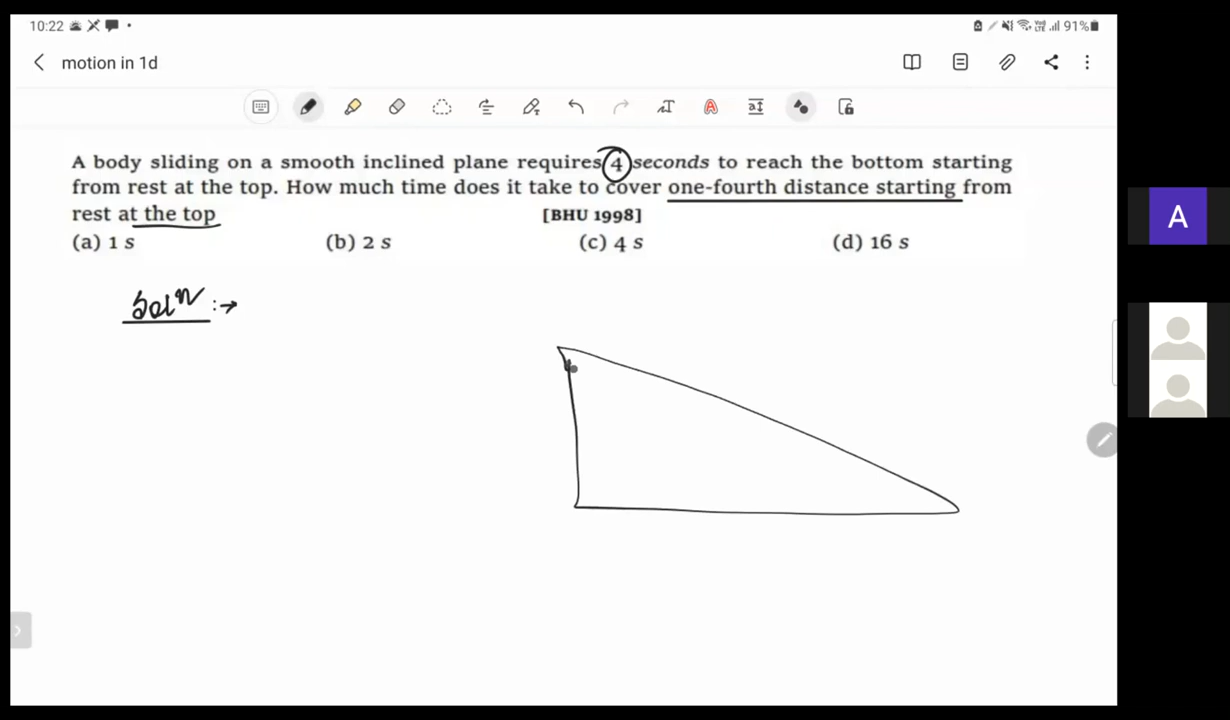 10:22 91%
motion in 1d
A body sliding on a smooth inclined plane requires 4 seconds to reach the bottom starting
from rest at the top. How much time does it take to cover one-fourth distance starting from
rest at the top [BHU 1998]
(a) 1 s (b) 2 s (c) 4 s (d) 16 s
Solⁿ :→
A